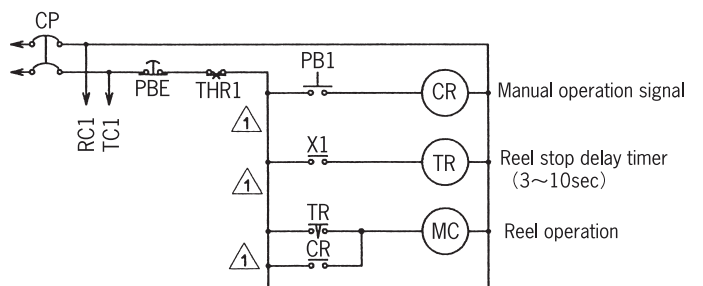 CP
PB1
PBE
THR1
CR
Manual operation signal
RC1
TC1
1
X1
TR
Reel stop delay timer
(3～10sec)
1
TR
MC
Reel operation
CR
1